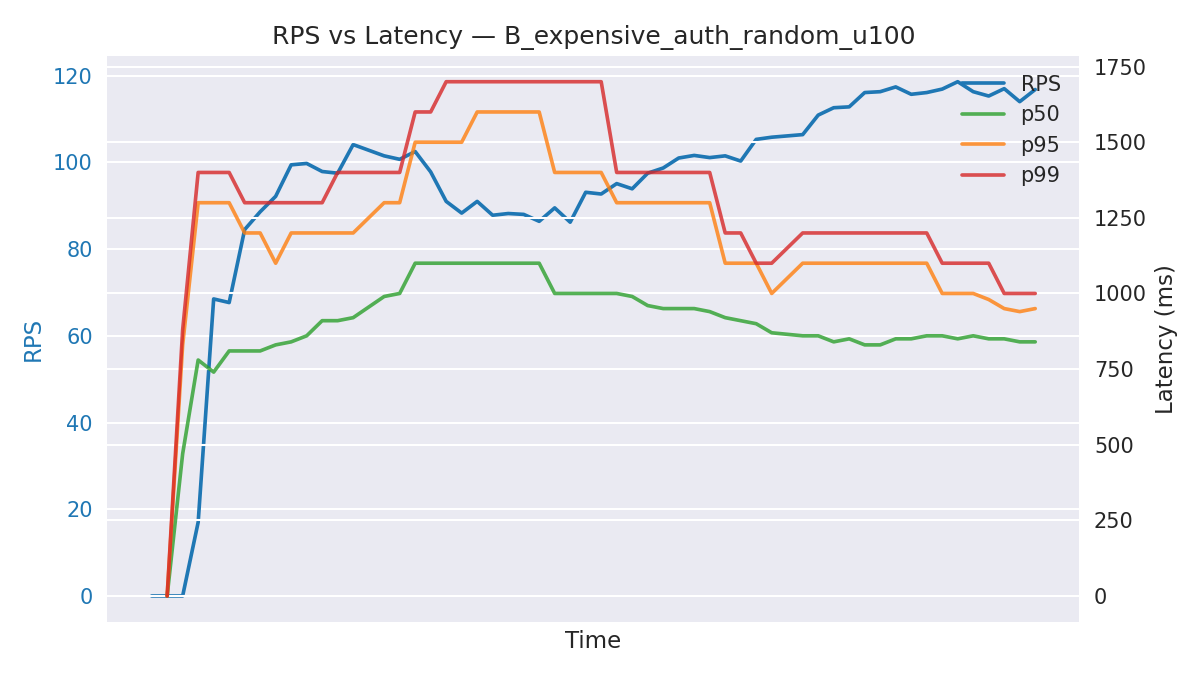 RPS vs Latency — B_expensive_auth_random_u100
120
100
80
60
40
20
0
RPS
1750
1500
1250
1000
750
500
250
0
Latency (ms)
RPS
p50
p95
p99
Time